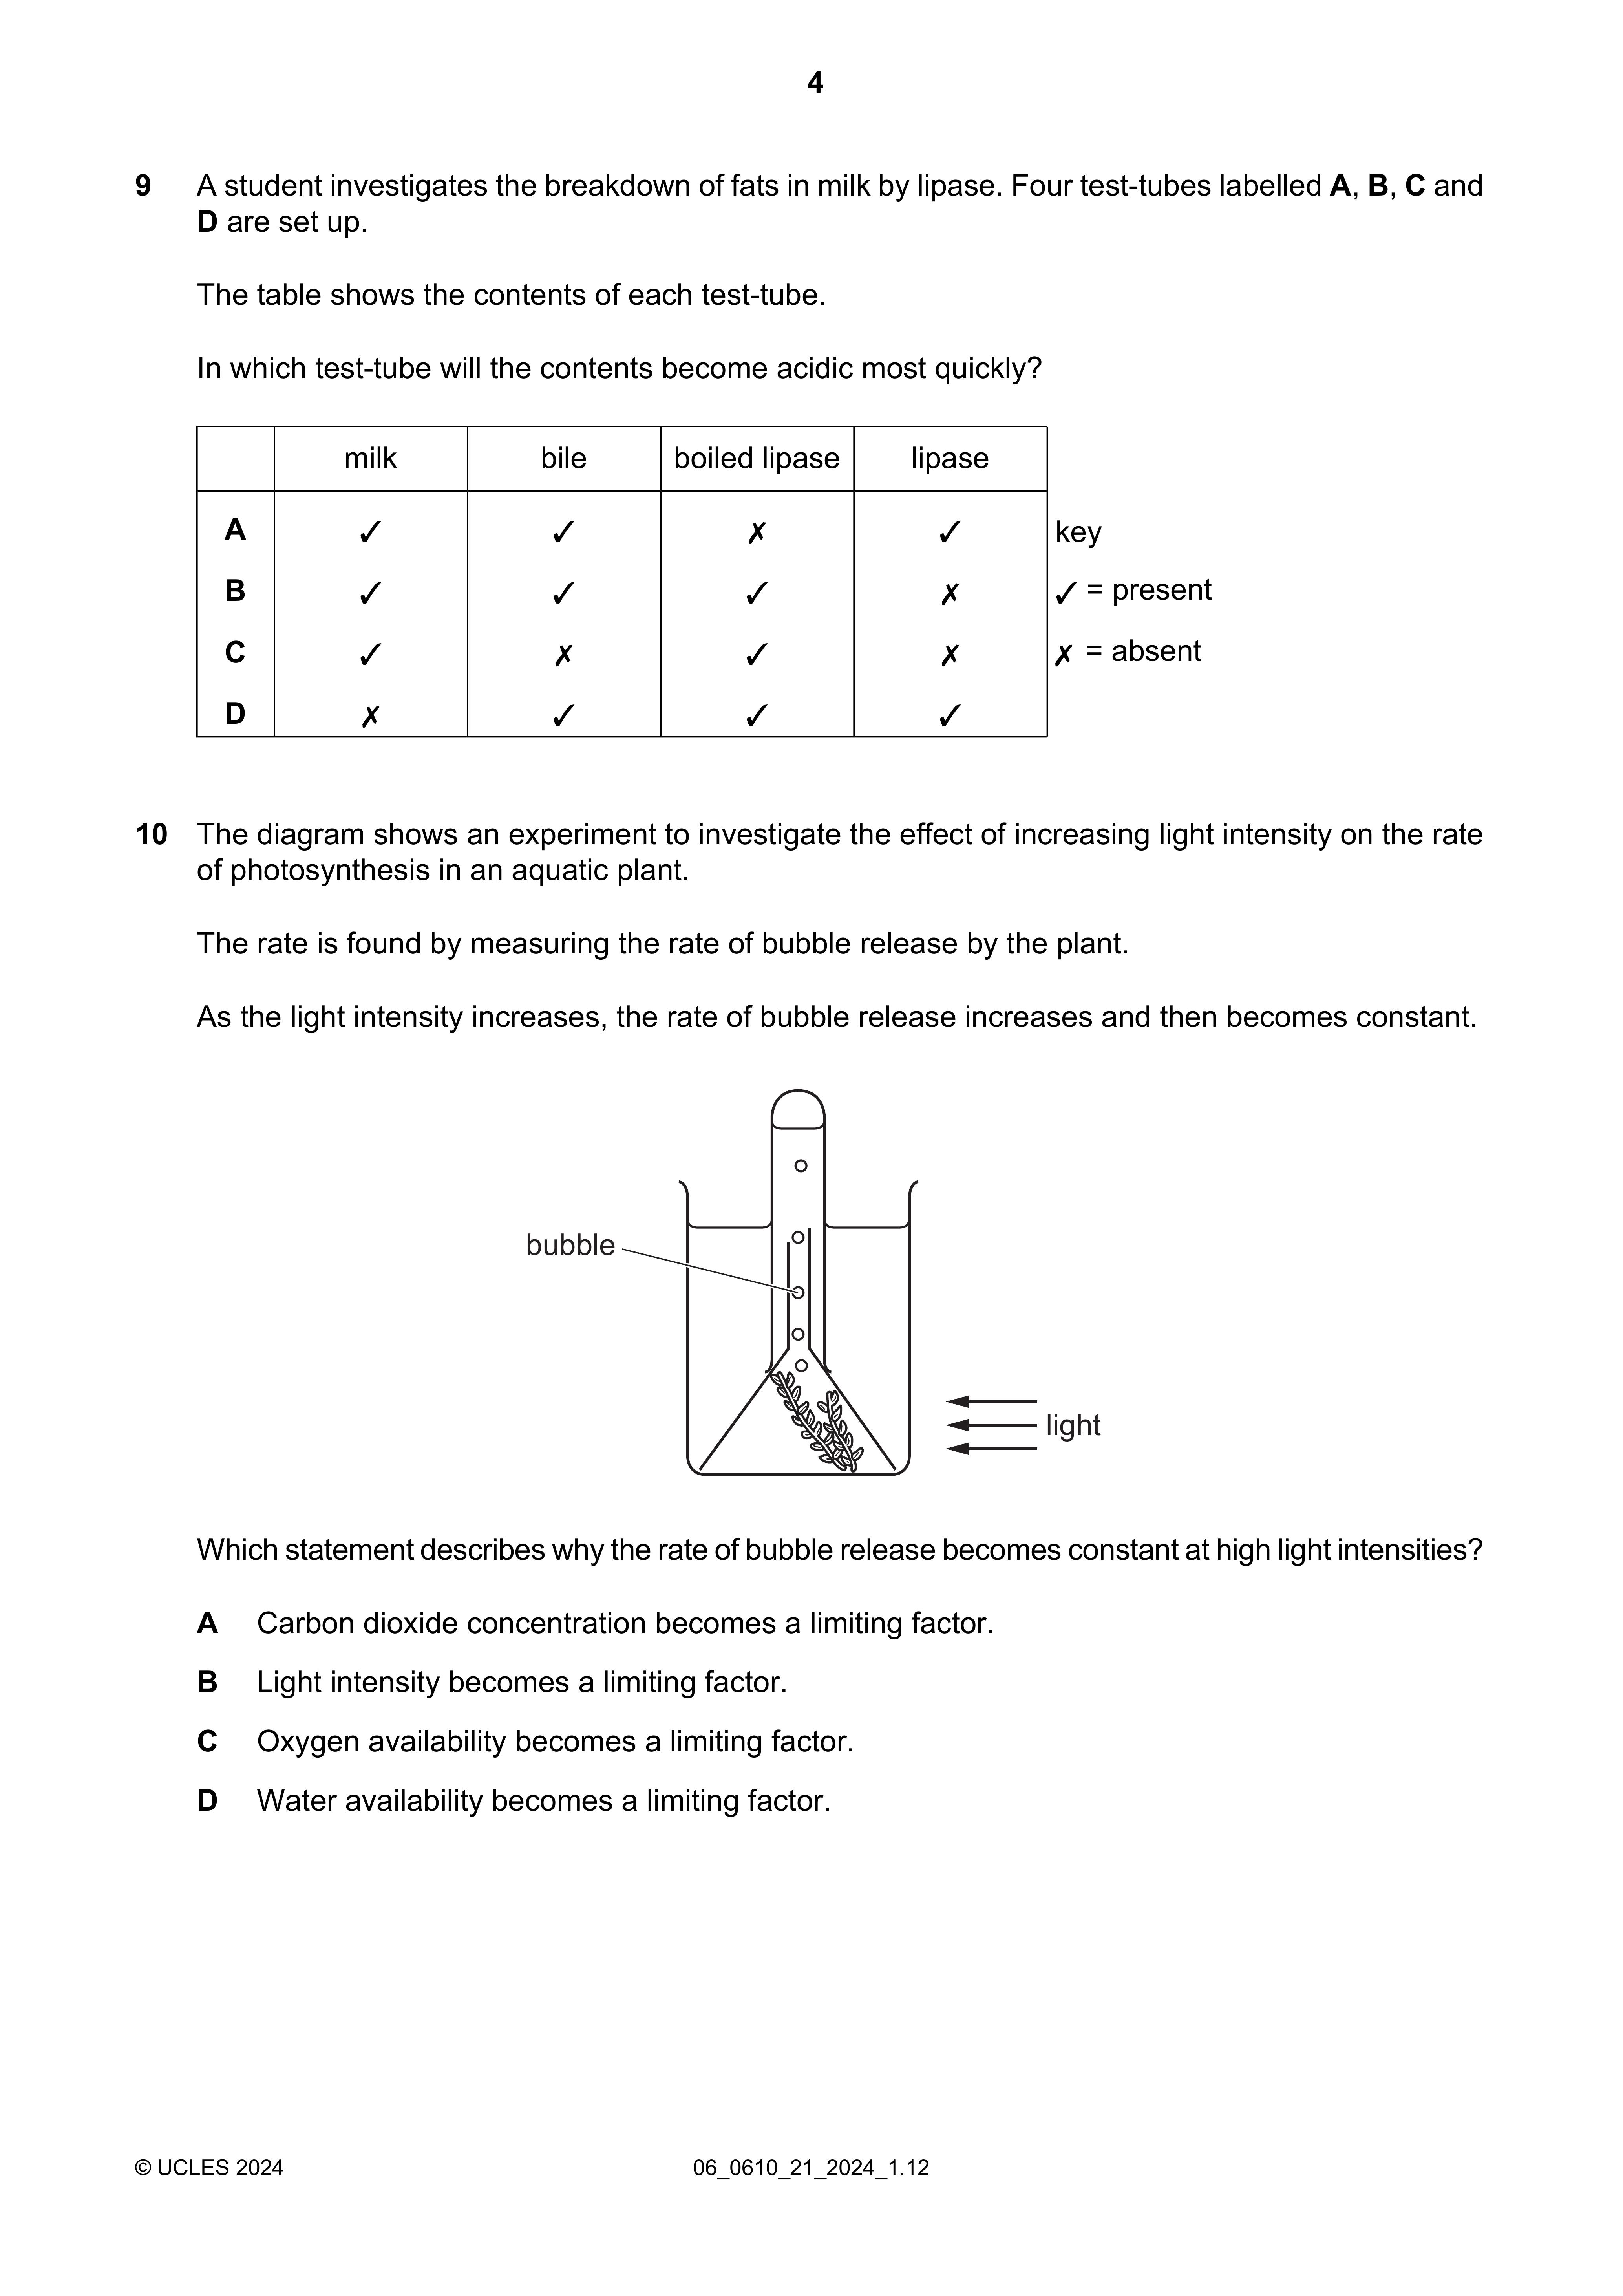 4
9 A student investigates the breakdown of fats in milk by lipase. Four test-tubes labelled A, B, C and
D are set up.
The table shows the contents of each test-tube.
In which test-tube will the contents become acidic most quickly?
milk bile boiled lipase lipase
A ✓ ✓ ✗ ✓ key
B ✓ ✓ ✓ ✗ ✓ = present
C ✓ ✗ ✓ ✗ ✗ = absent
D ✗ ✓ ✓ ✓
10 The diagram shows an experiment to investigate the effect of increasing light intensity on the rate
of photosynthesis in an aquatic plant.
The rate is found by measuring the rate of bubble release by the plant.
As the light intensity increases, the rate of bubble release increases and then becomes constant.
bubble
light
Which statement describes why the rate of bubble release becomes constant at high light intensities?
A Carbon dioxide concentration becomes a limiting factor.
B Light intensity becomes a limiting factor.
C Oxygen availability becomes a limiting factor.
D Water availability becomes a limiting factor.
© UCLES 2024 06_0610_21_2024_1.12